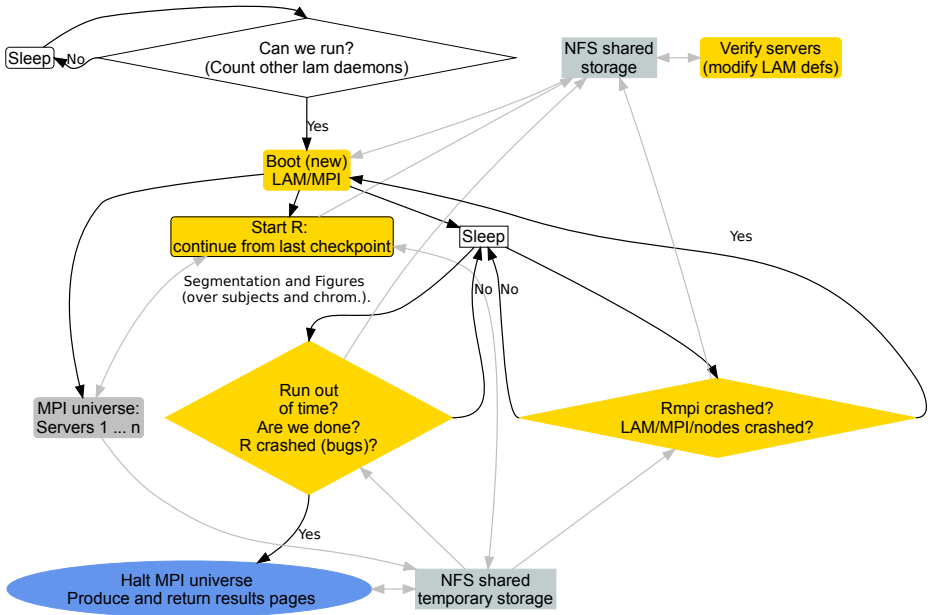 Can we run?
(Count other lam daemons)
Sleep
No
NFS shared
storage
Verify servers
(modify LAM defs)
Yes
Boot (new)
LAM/MPI
Start R:
continue from last checkpoint
Sleep
Yes
Segmentation and Figures
(over subjects and chrom.).
No
No
MPI universe:
Servers 1 ... n
Run out
of time?
Are we done?
R crashed (bugs)?
Rmpi crashed?
LAM/MPI/nodes crashed?
Yes
Halt MPI universe
Produce and return results pages
NFS shared
temporary storage